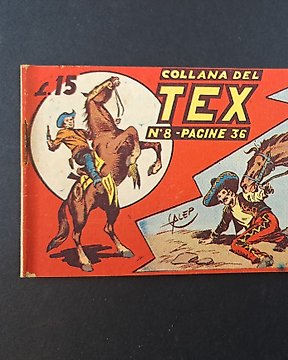 L.15
COLLANA DEL
TEX
N°8 - PAGINE 36
GALEP